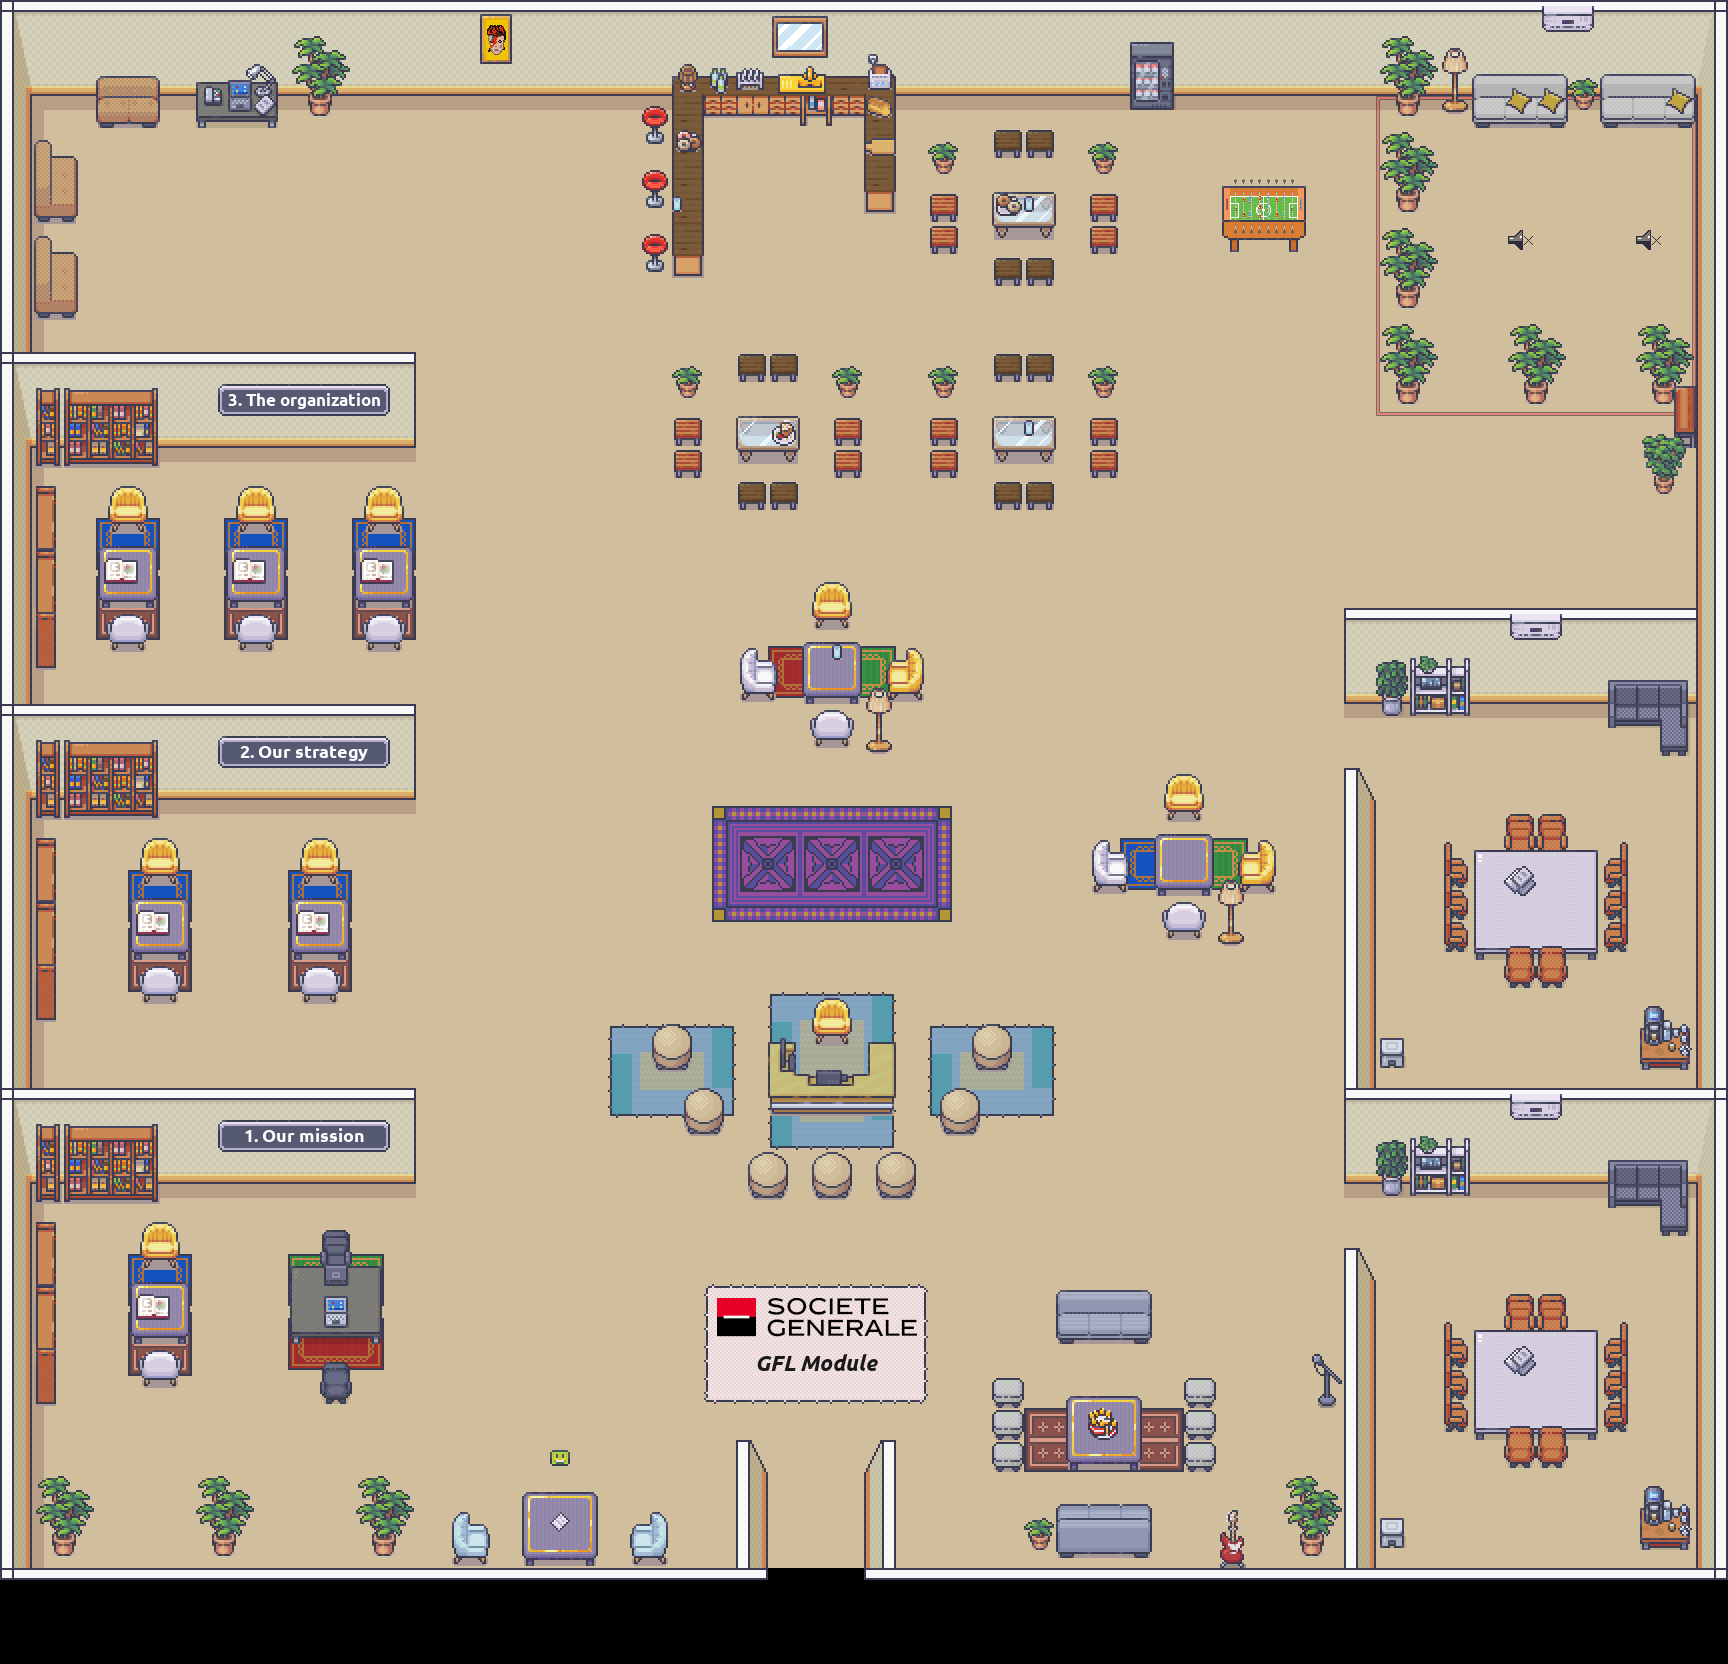 3. The organization
2. Our strategy
1. Our mission
SOCIETE
GENERALE
GFL Module